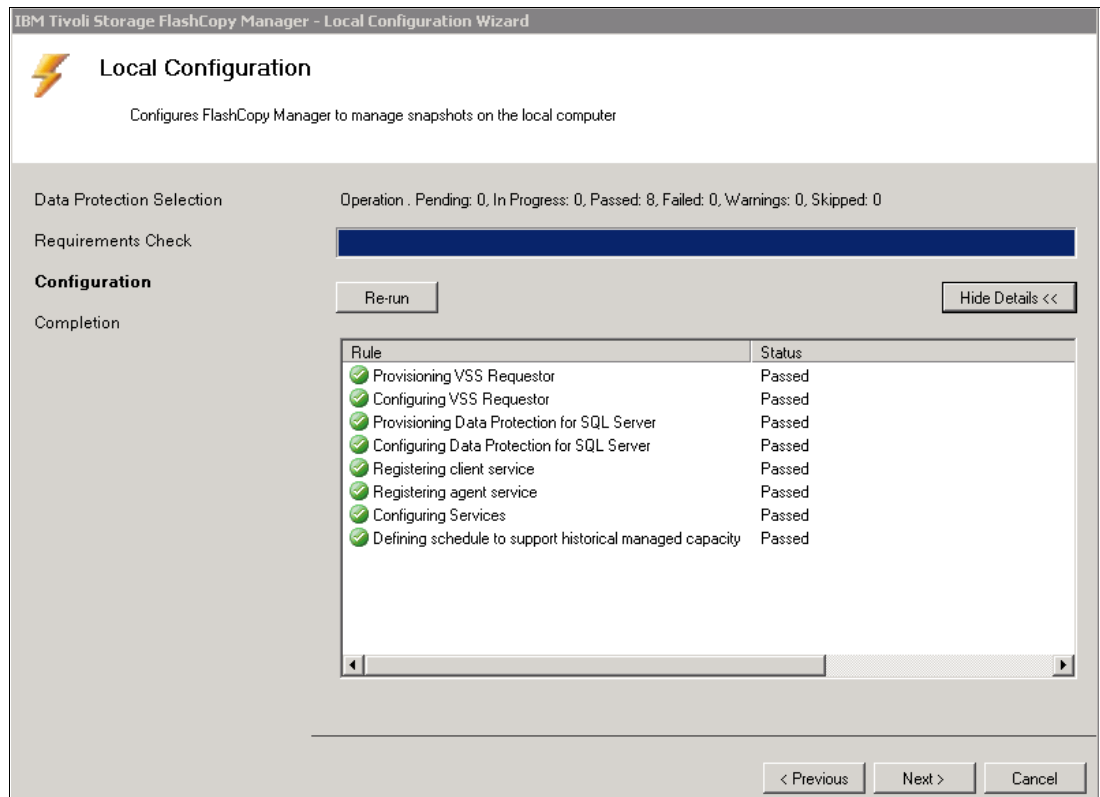 IBM Tivoli Storage FlashCopy Manager - Local Configuration Wizard
Local Configuration
Configures FlashCopy Manager to manage snapshots on the local computer
Data Protection Selection
Requirements Check
Configuration
Completion
Operation . Pending: 0, In Progress: 0, Passed: 8, Failed: 0, Warnings: 0, Skipped: 0
Re-run
Hide Details <<
Rule Status
Provisioning VSS Requestor Passed
Configuring VSS Requestor Passed
Provisioning Data Protection for SQL Server Passed
Configuring Data Protection for SQL Server Passed
Registering client service Passed
Registering agent service Passed
Configuring Services Passed
Defining schedule to support historical managed capacity Passed
< Previous Next > Cancel